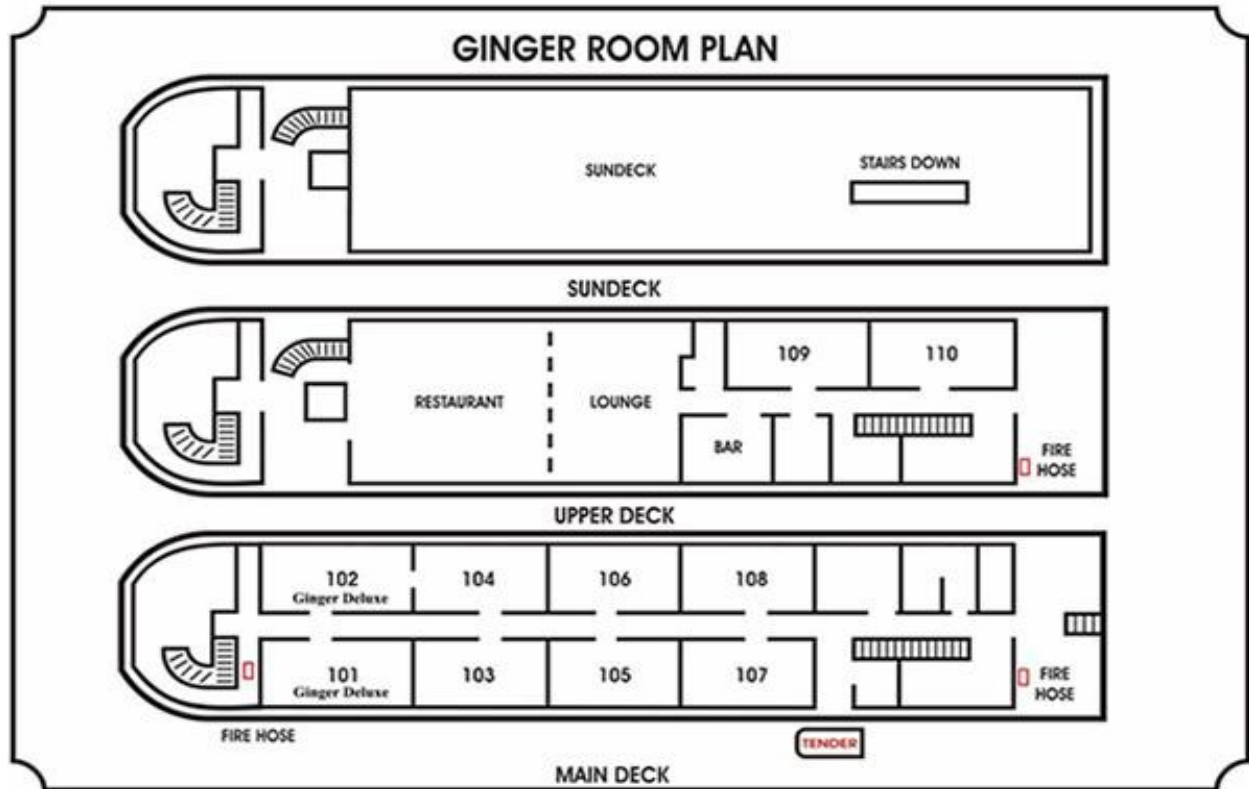 GINGER ROOM PLAN
SUNDECK
STAIRS DOWN
SUNDECK
109
110
RESTAURANT
LOUNGE
BAR
FIRE
HOSE
UPPER DECK
102
Ginger Deluxe
104
106
108
101
Ginger Deluxe
103
105
107
FIRE
HOSE
FIRE HOSE
TENDER
MAIN DECK